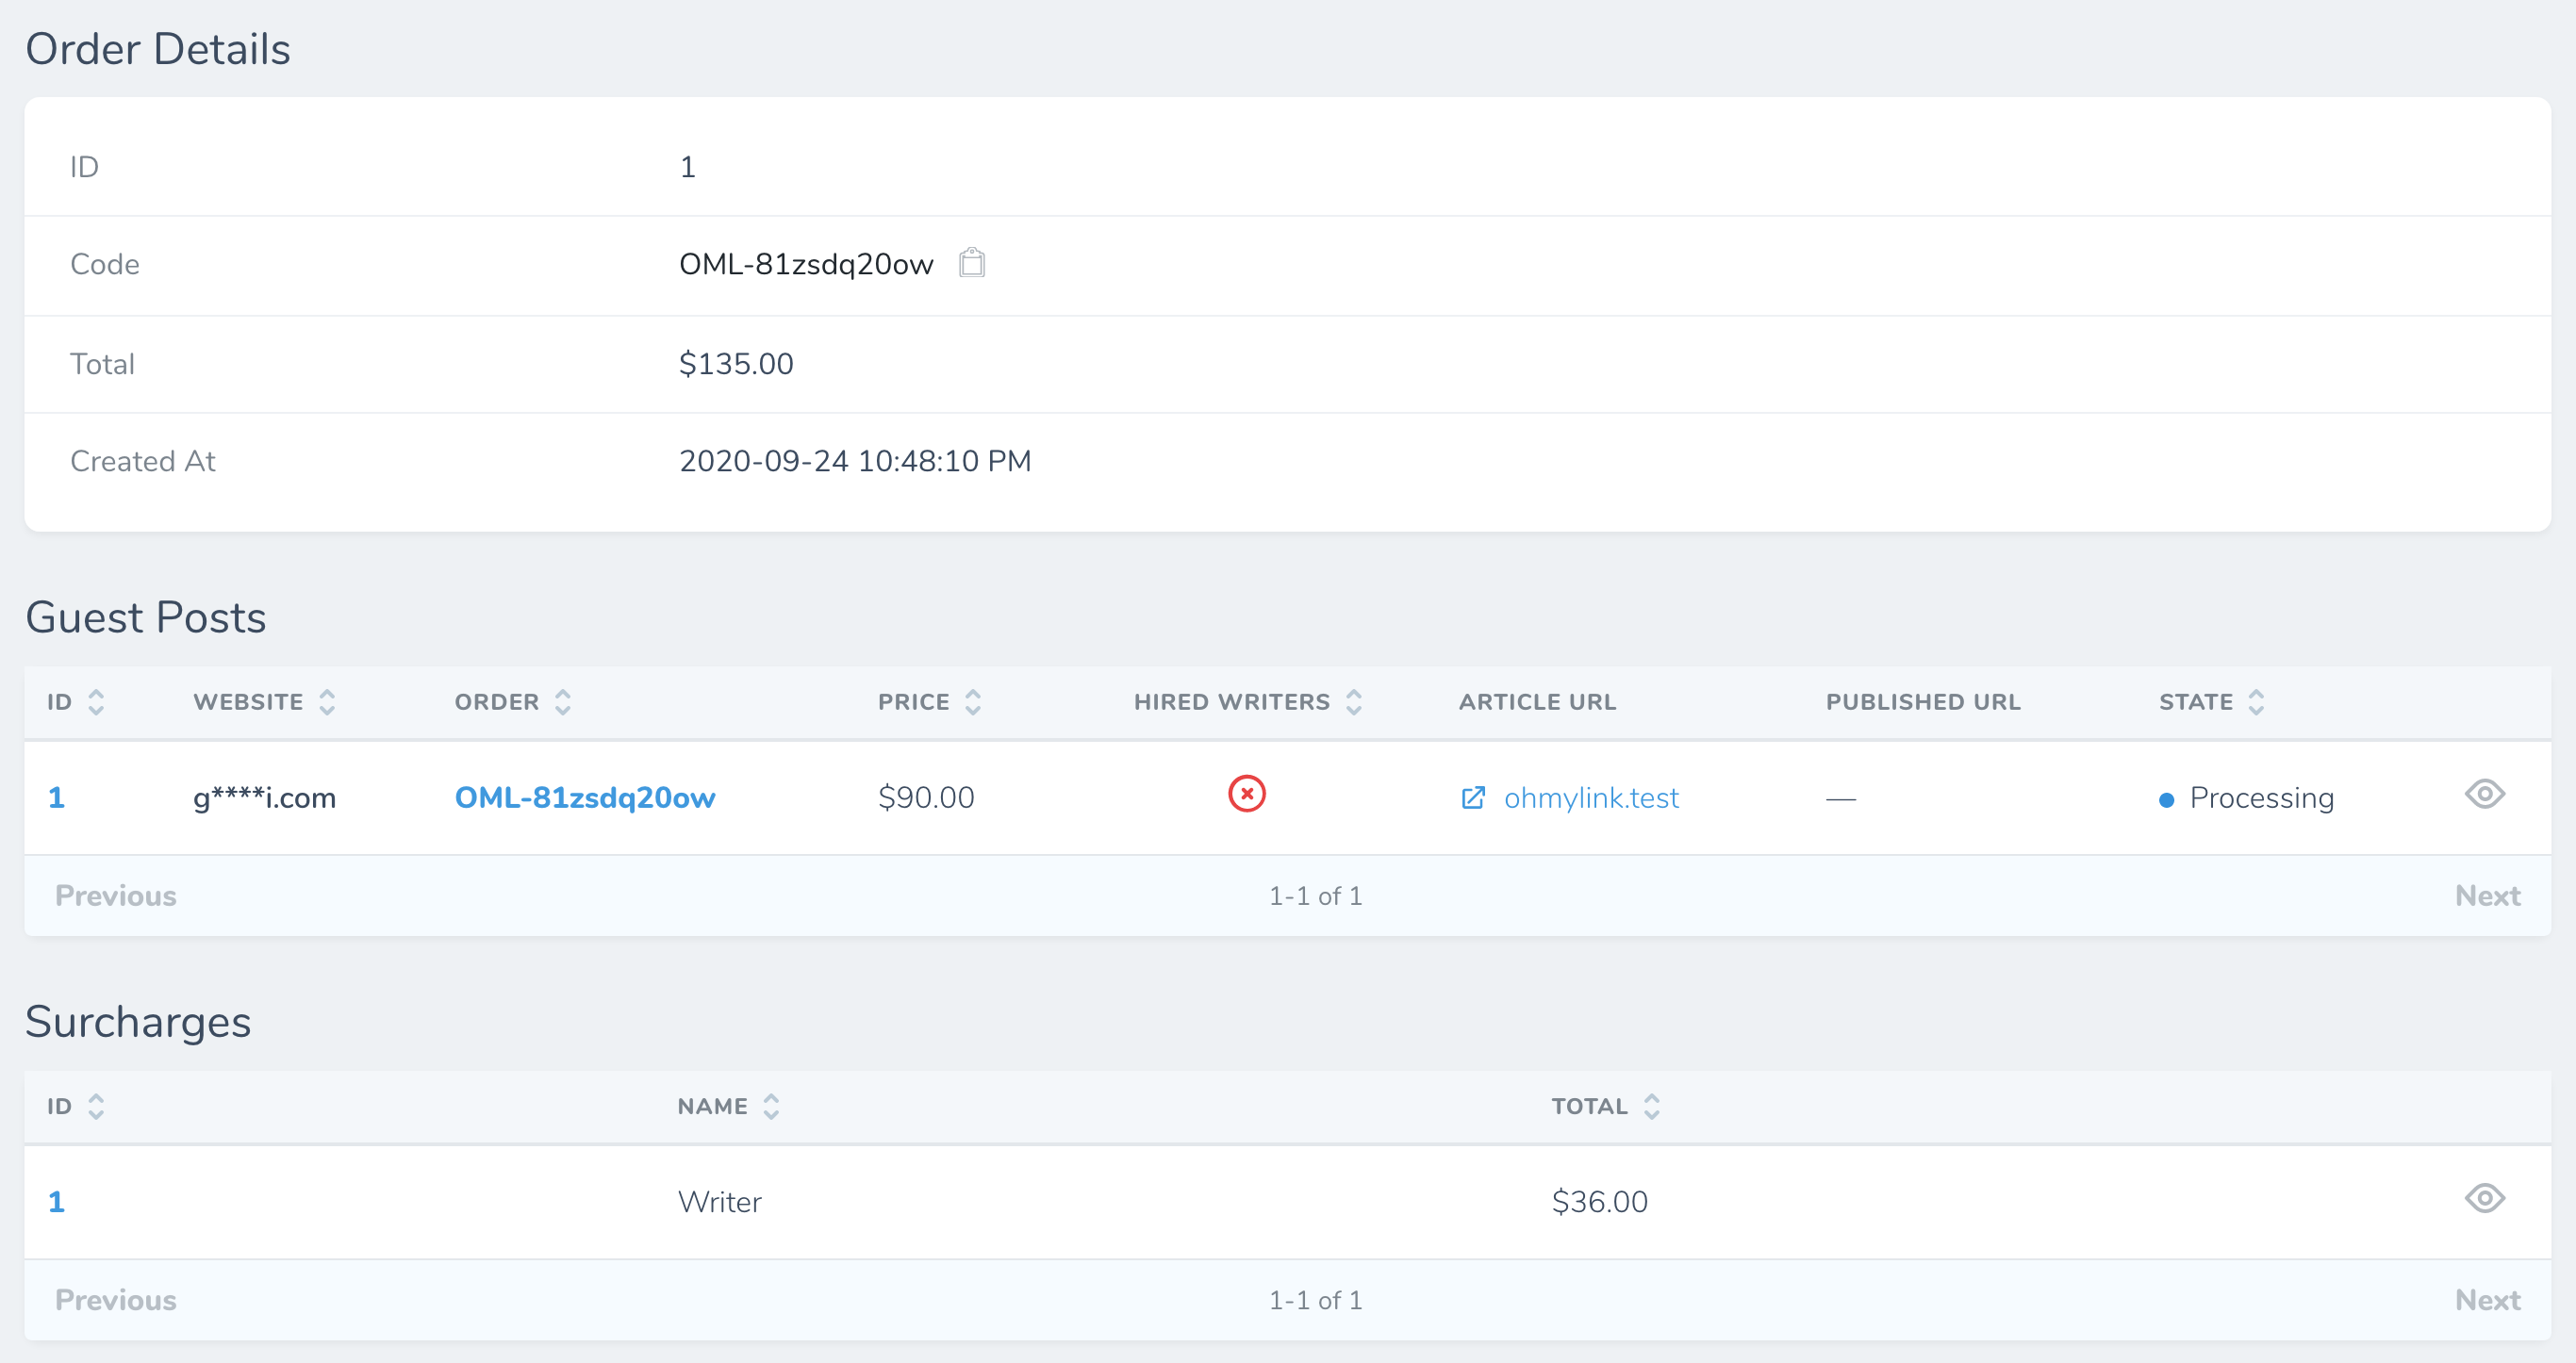 Order Details
ID 1
Code OML-81zsdq20ow
Total $135.00
Created At 2020-09-24 10:48:10 PM
Guest Posts
ID WEBSITE ORDER PRICE HIRED WRITERS ARTICLE URL PUBLISHED URL STATE
1 g****i.com OML-81zsdq20ow $90.00 ohmylink.test — Processing
Previous 1-1 of 1 Next
Surcharges
ID NAME TOTAL
1 Writer $36.00
Previous 1-1 of 1 Next